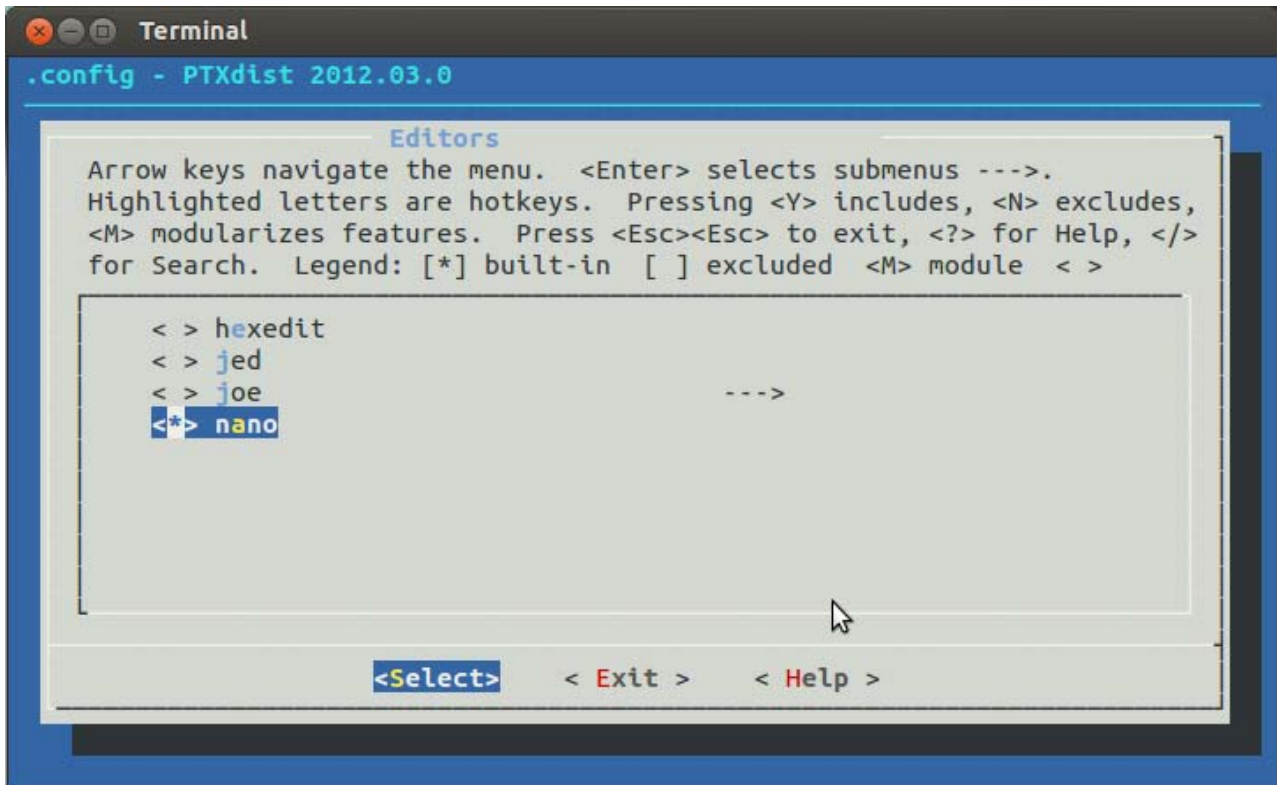 Terminal
.config - PTXdist 2012.03.0
Editors
Arrow keys navigate the menu.  <Enter> selects submenus --->.
Highlighted letters are hotkeys.  Pressing <Y> includes, <N> excludes,
<M> modularizes features.  Press <Esc><Esc> to exit, <?> for Help, </>
for Search.  Legend: [*] built-in  [ ] excluded  <M> module  < >
< > hexedit
< > jed
< > joe                              --->
<*> nano
<Select>    < Exit >    < Help >